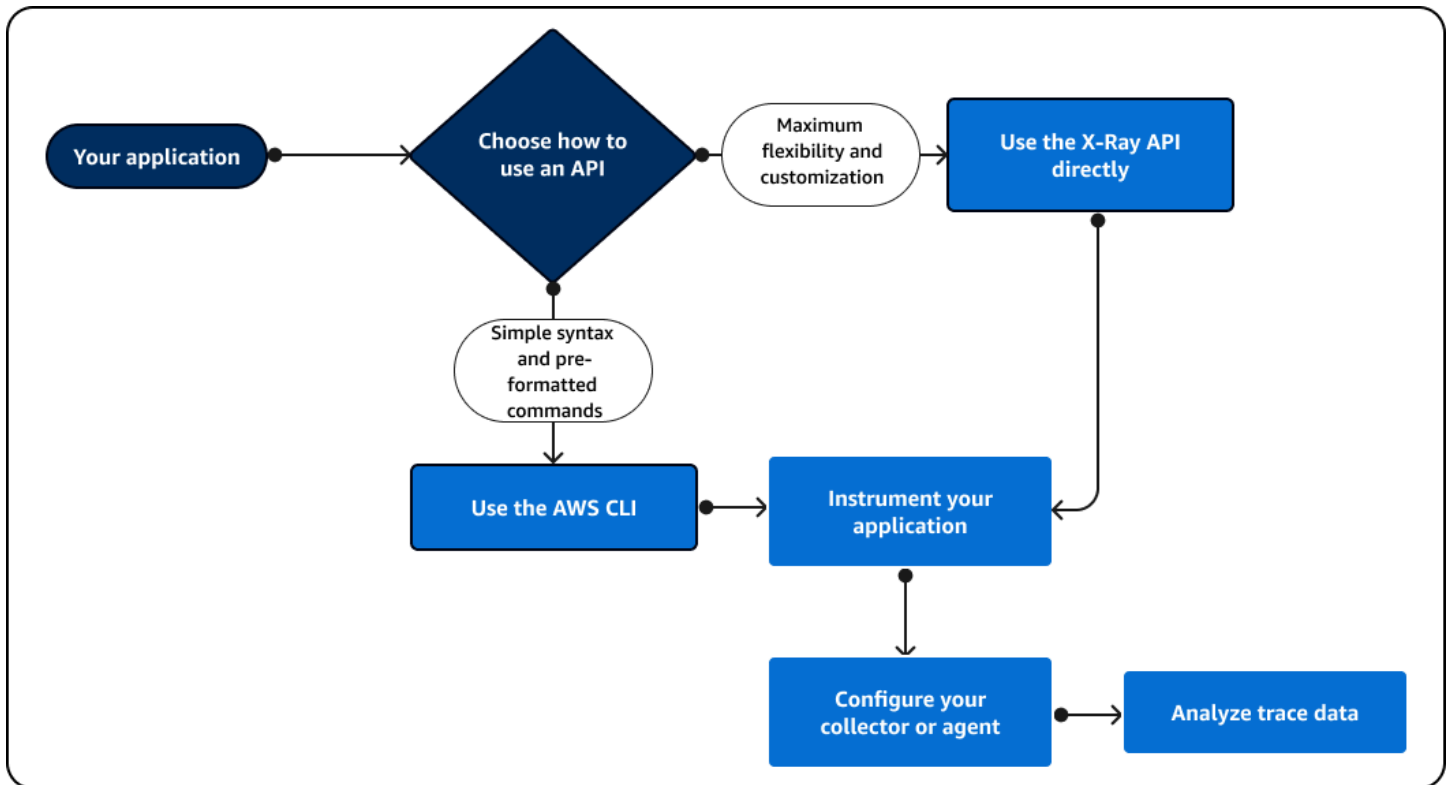 Your application
Choose how to
use an API
Maximum
flexibility and
customization
Use the X-Ray API
directly
Simple syntax
and pre-
formatted
commands
Use the AWS CLI
Instrument your
application
Configure your
collector or agent
Analyze trace data